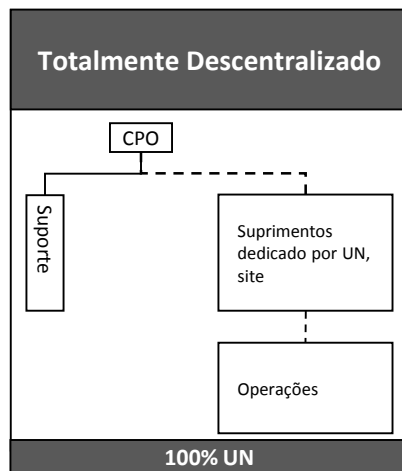 Totalmente Descentralizado
CPO
Suporte
Suprimentos
dedicado por UN,
site
Operações
100% UN